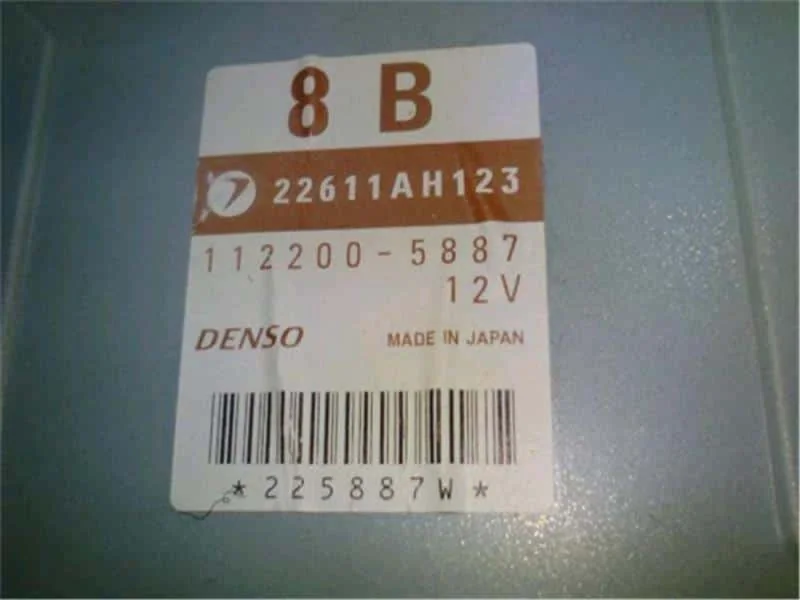 8 B
22611AH123
112200-5887
12V
DENSO MADE IN JAPAN
*225887W*